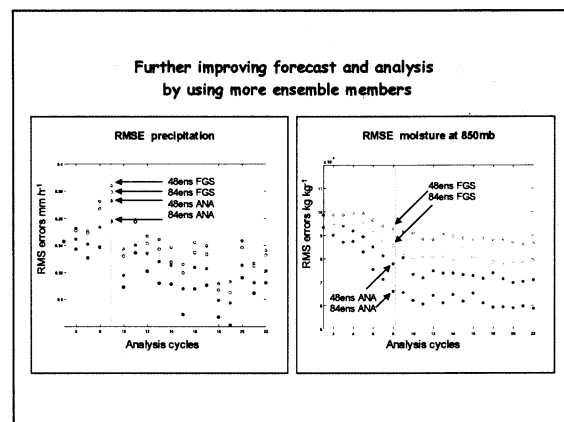 Further improving forecast and analysis
by using more ensemble members
RMSE precipitation
48ens FGS
84ens FGS
48ens ANA
84ens ANA
RMS errors mm h-1
Analysis cycles
RMSE moisture at 850mb
48ens FGS
84ens FGS
48ens ANA
84ens ANA
RMS errors kg kg-1
Analysis cycles